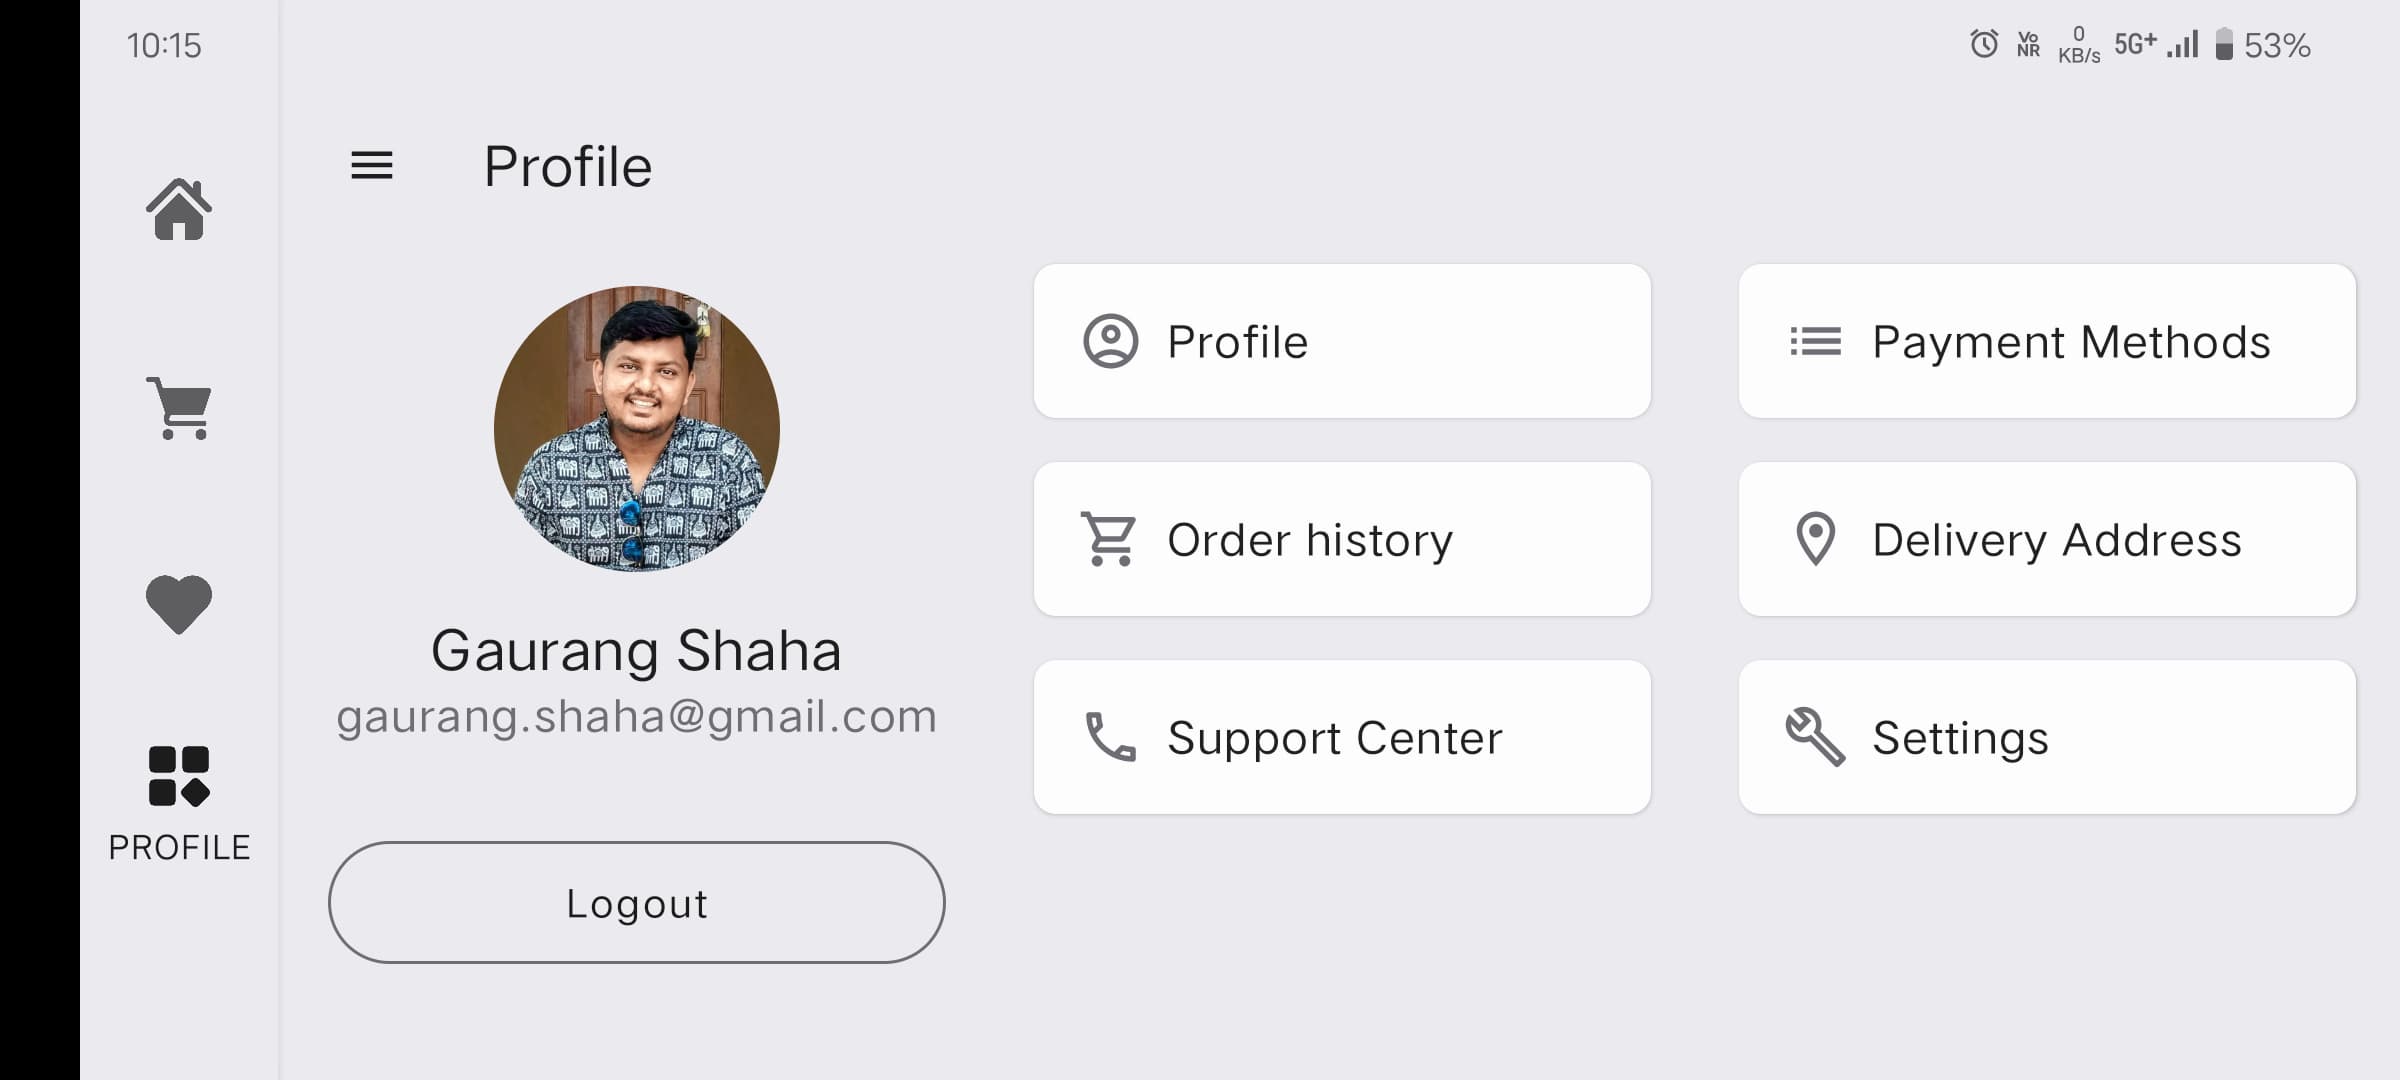 10:15
Vo
NR
0
KB/s
5G+
53%
Profile
Gaurang Shaha
gaurang.shaha@gmail.com
Logout
Profile
Payment Methods
Order history
Delivery Address
Support Center
Settings
PROFILE